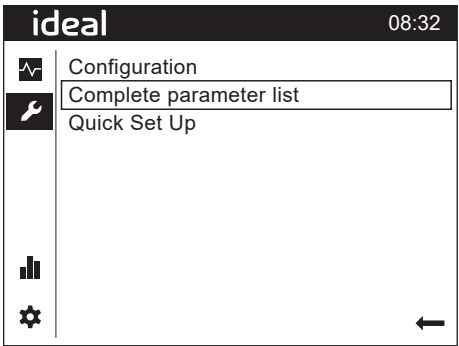 ideal 08:32
Configuration
Complete parameter list
Quick Set Up